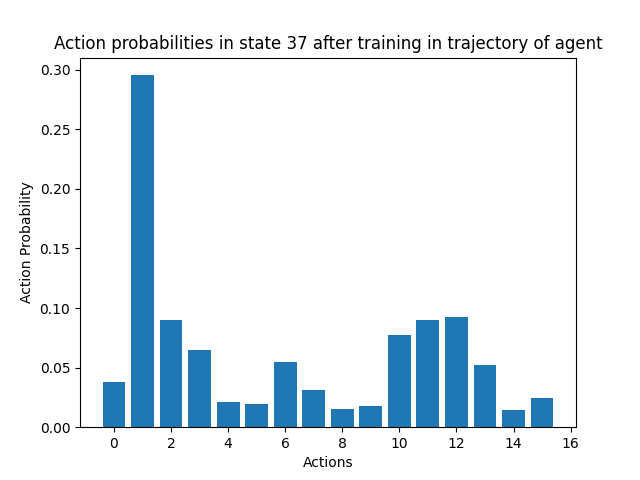 Action probabilities in state 37 after training in trajectory of agent
0.30
0.25
0.20
0.15
0.10
0.05
0.00
Action Probability
0 2 4 6 8 10 12 14 16
Actions